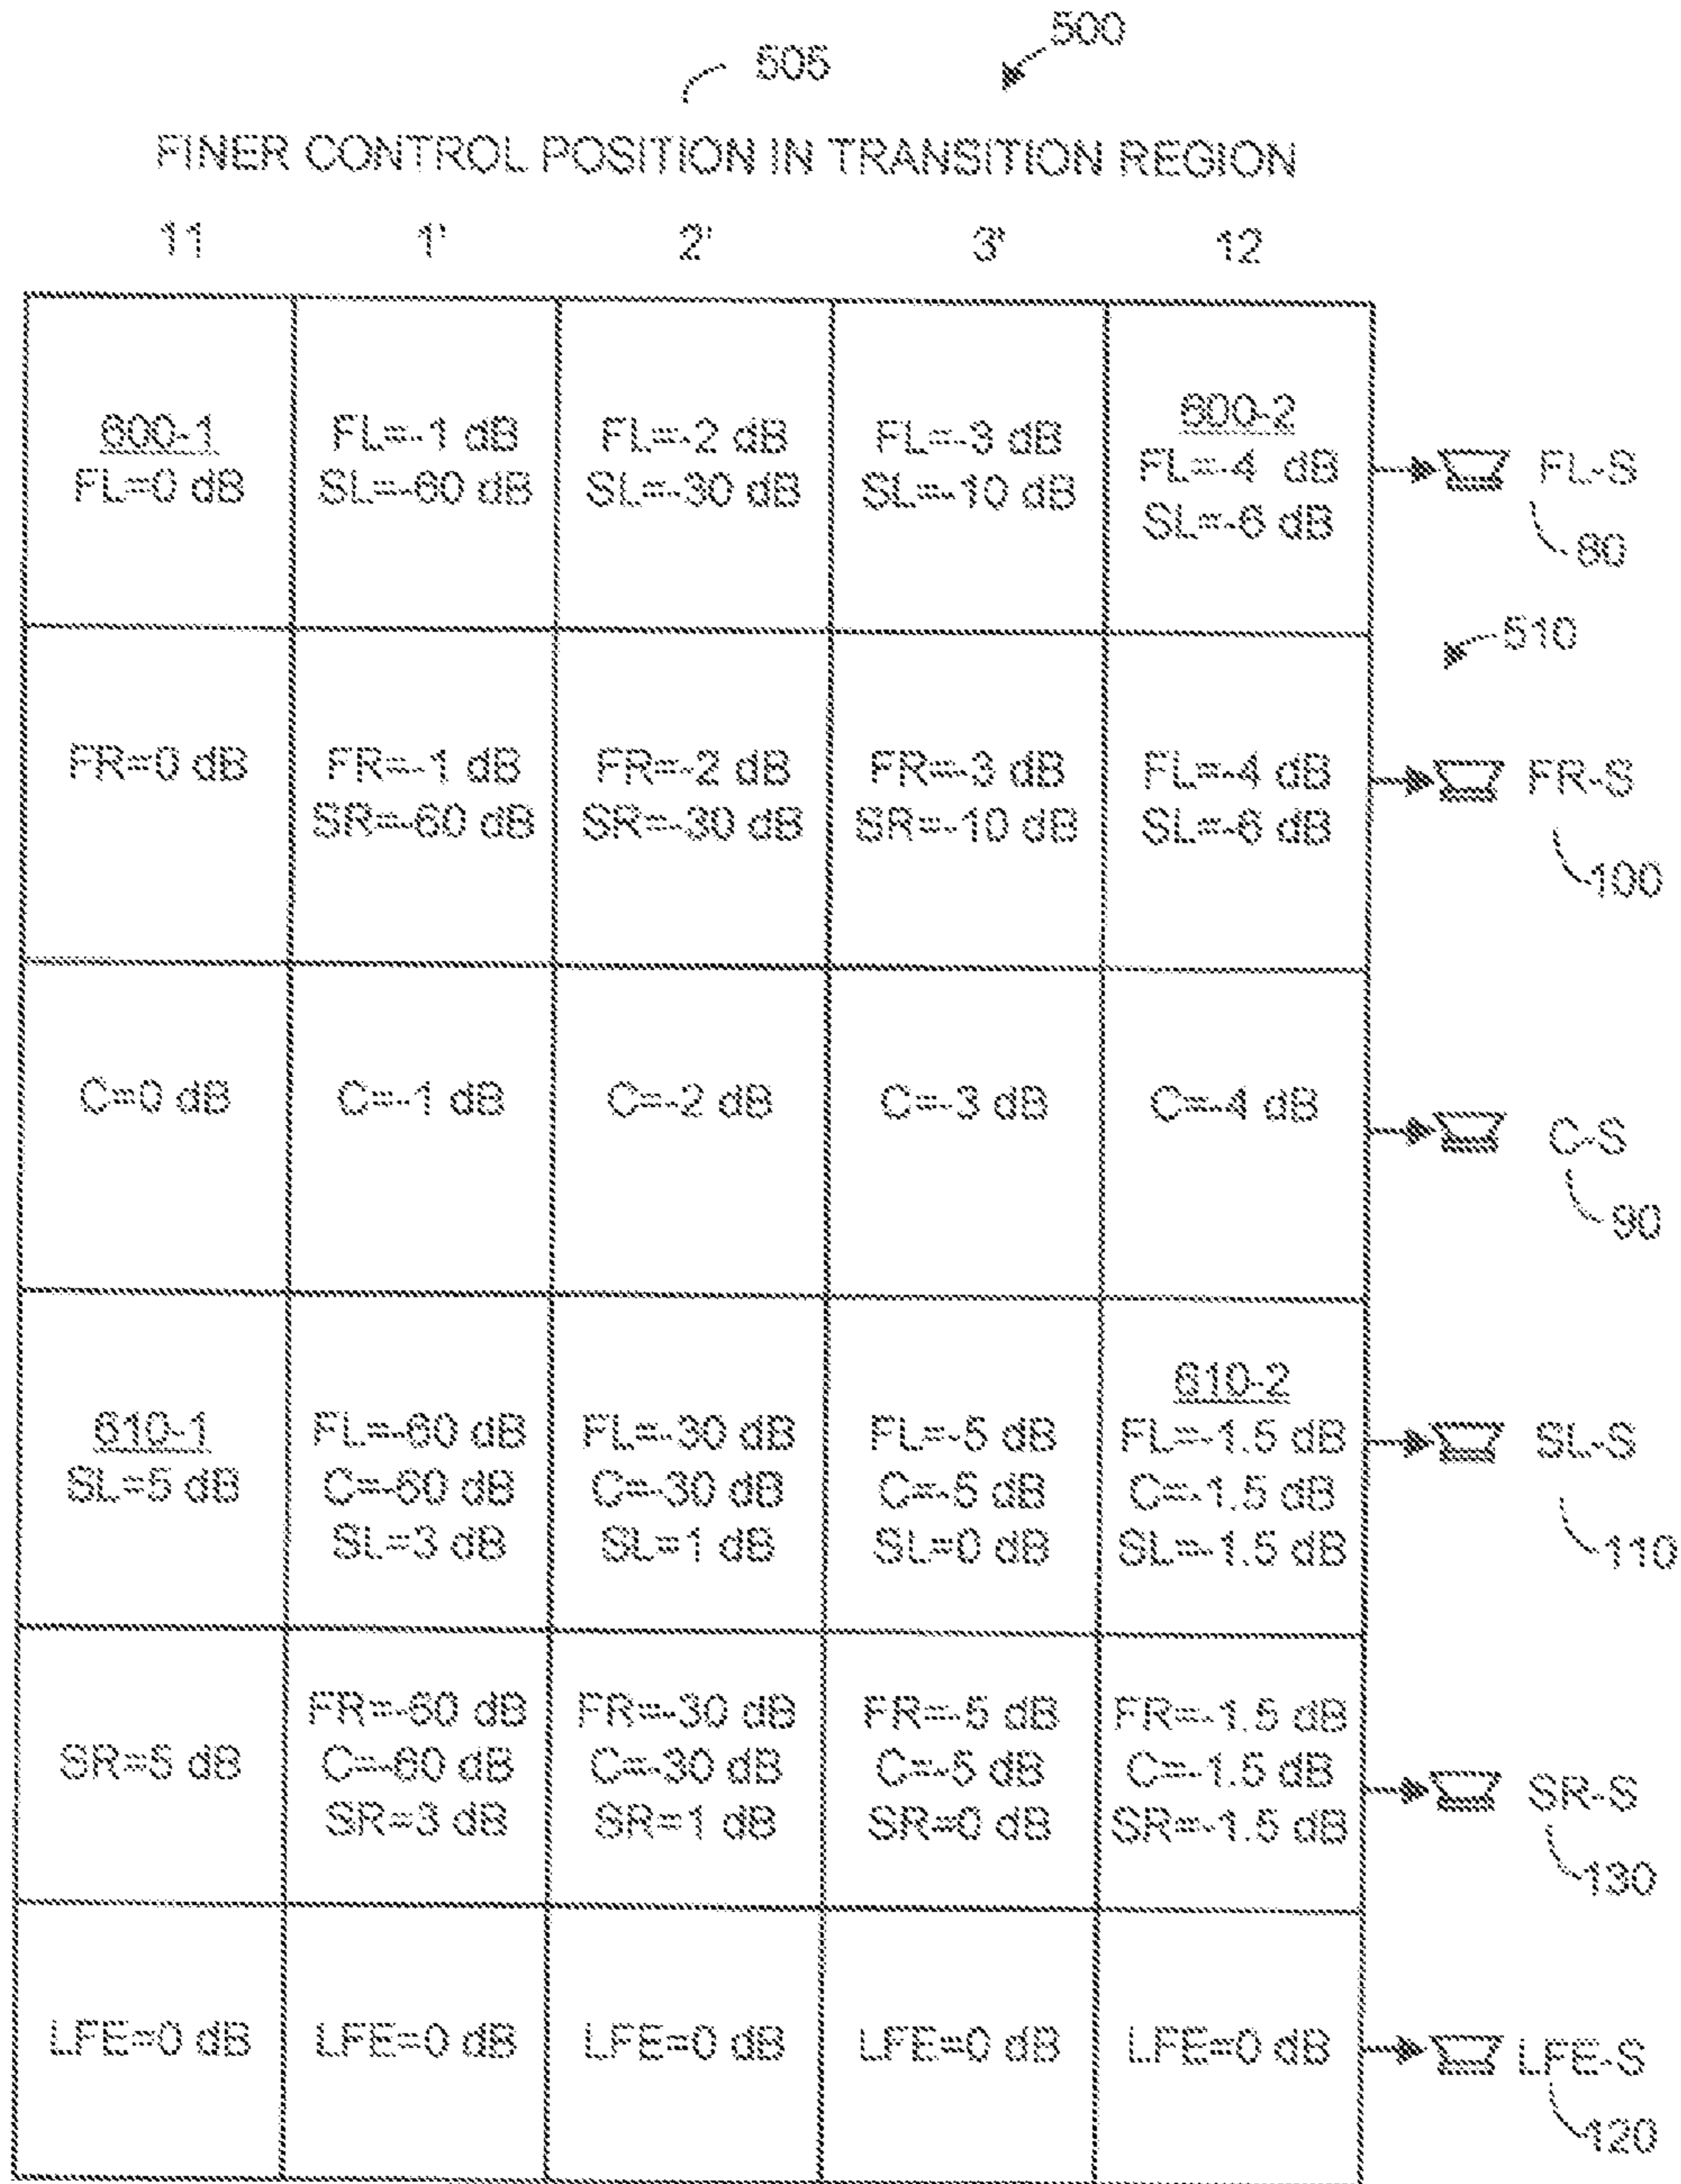 500
505
FINER CONTROL POSITION IN TRANSITION REGION
11 1' 2' 3' 12
600-1 FL=-1 dB FL=-2 dB FL=-3 dB 600-2
FL=0 dB SL=-60 dB SL=-30 dB SL=-10 dB FL=-4 dB FL-S
SL=-6 dB
80
510
FR=0 dB FR=-1 dB FR=-2 dB FR=-3 dB FL=-4 dB FR-S
SR=-60 dB SR=-30 dB SR=-10 dB SL=-6 dB
100
C=0 dB C=-1 dB C=-2 dB C=-3 dB C=-4 dB
C-S
90
610-2
610-1 FL=-60 dB FL=-30 dB FL=-5 dB FL=-1.5 dB SL-S
SL=5 dB C=-60 dB C=-30 dB C=-5 dB C=-1.5 dB
SL=3 dB SL=1 dB SL=0 dB SL=-1.5 dB
110
FR=-60 dB FR=-30 dB FR=-5 dB FR=-1.5 dB
SR=5 dB C=-60 dB C=-30 dB C=-5 dB C=-1.5 dB SR-S
SR=3 dB SR=1 dB SR=0 dB SR=-1.5 dB
130
LFE=0 dB LFE=0 dB LFE=0 dB LFE=0 dB LFE=0 dB LFE-S
120